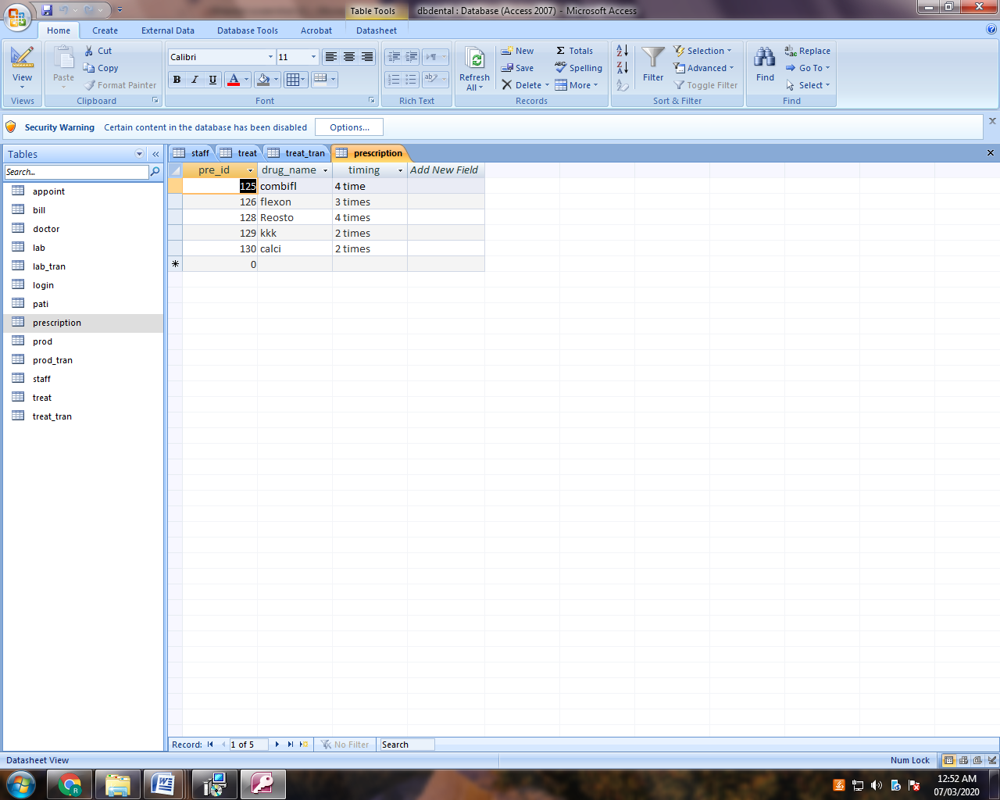 Table Tools dbdental : Database (Access 2007) - Microsoft Access
Home Create External Data Database Tools Acrobat Datasheet
View
Views
Paste
Cut
Copy
Format Painter
Clipboard
Calibri 11
B I U A
Font
Rich Text
Refresh All
New
Save
Delete
Σ Totals
Spelling
More
Records
Filter
Selection
Advanced
Toggle Filter
Sort & Filter
Find
Replace
Go To
Select
Find
Security Warning Certain content in the database has been disabled Options...
Tables
Search...
appoint
bill
doctor
lab
lab_tran
login
pati
prescription
prod
prod_tran
staff
treat
treat_tran
staff treat treat_tran prescription
pre_id drug_name timing Add New Field
125 combifl 4 time
126 flexon 3 times
128 Reosto 4 times
129 kkk 2 times
130 calci 2 times
0
Record: 1 of 5 No Filter Search
Datasheet View Num Lock
12:52 AM
07/03/2020